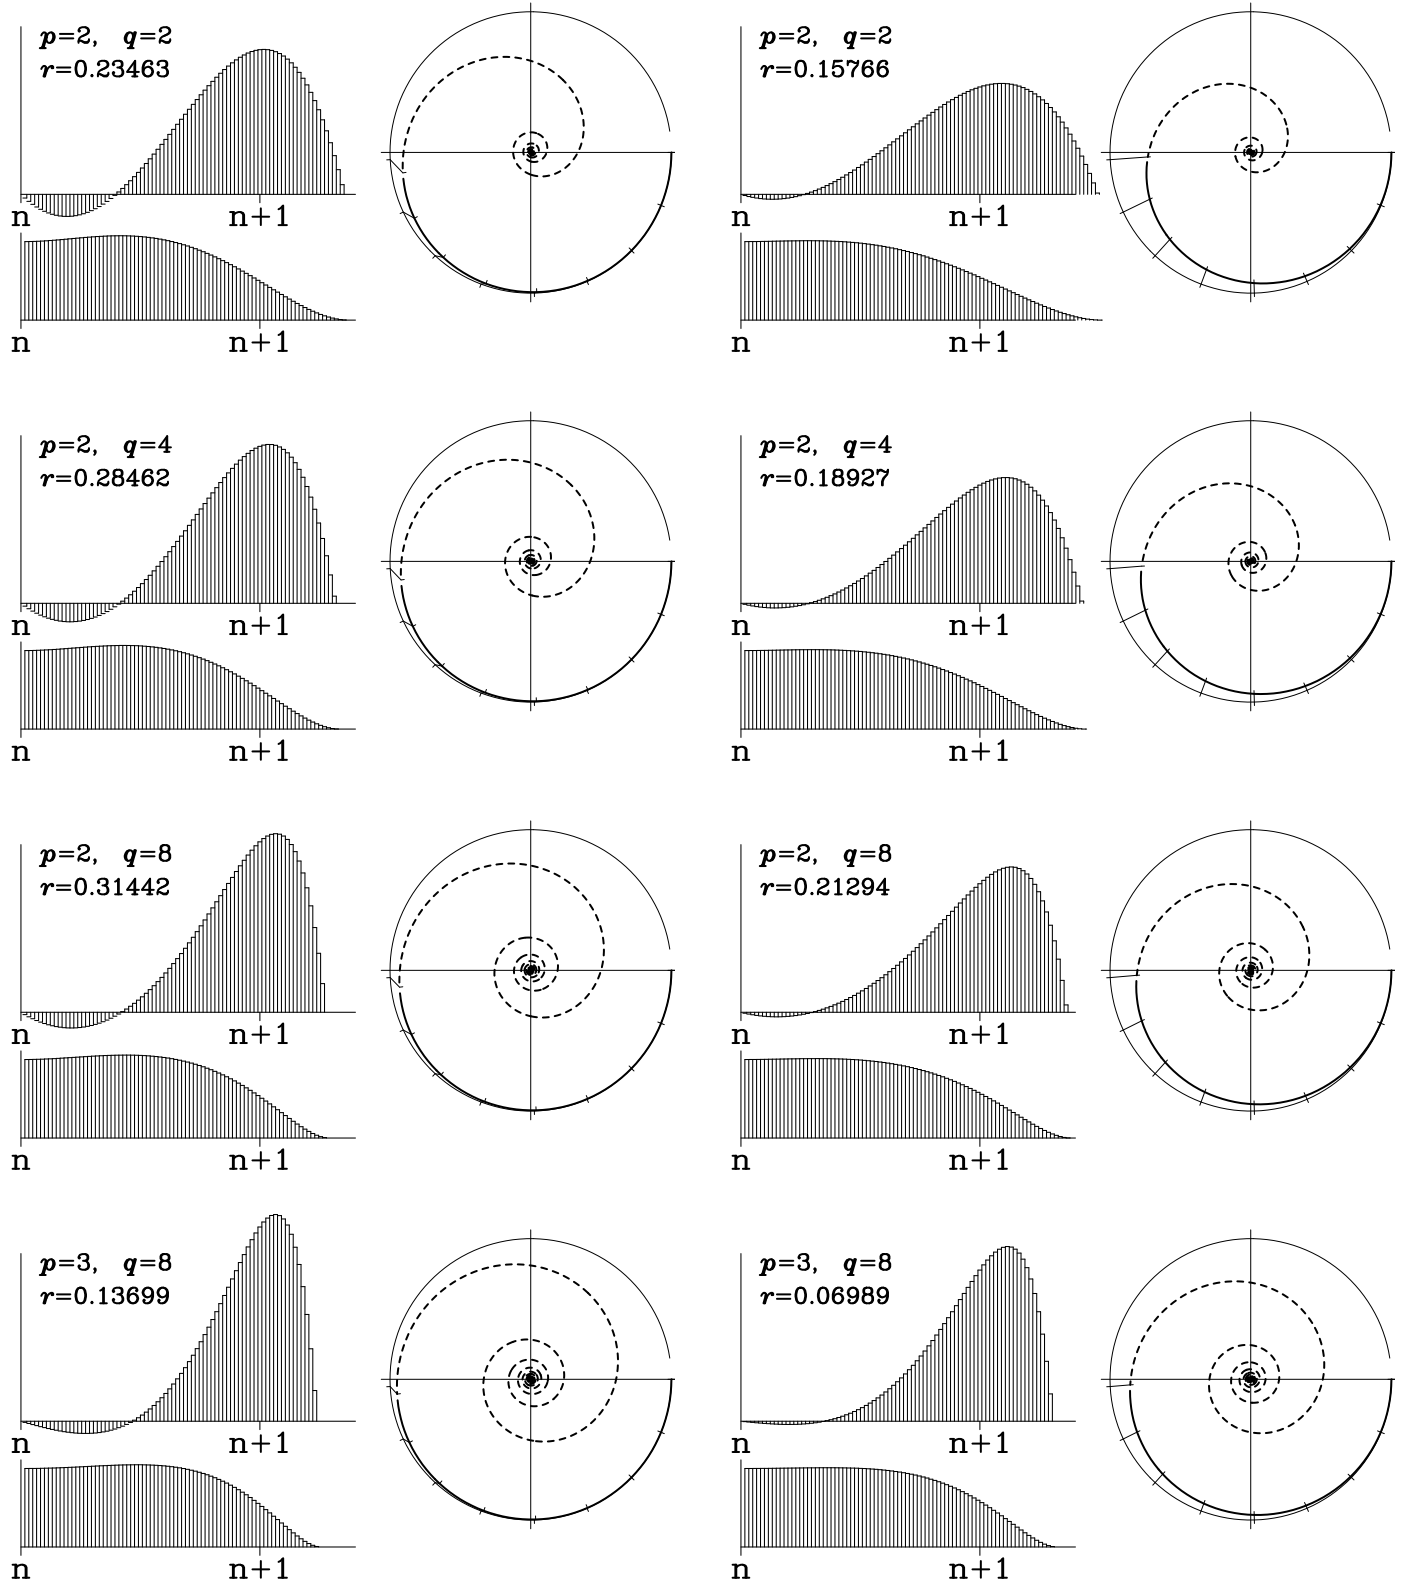 p=2, q=2
r=0.23463
n n+1
n n+1
p=2, q=2
r=0.15766
n n+1
n n+1
p=2, q=4
r=0.28462
n n+1
n n+1
p=2, q=4
r=0.18927
n n+1
n n+1
p=2, q=8
r=0.31442
n n+1
n n+1
p=2, q=8
r=0.21294
n n+1
n n+1
p=3, q=8
r=0.13699
n n+1
n n+1
p=3, q=8
r=0.06989
n n+1
n n+1